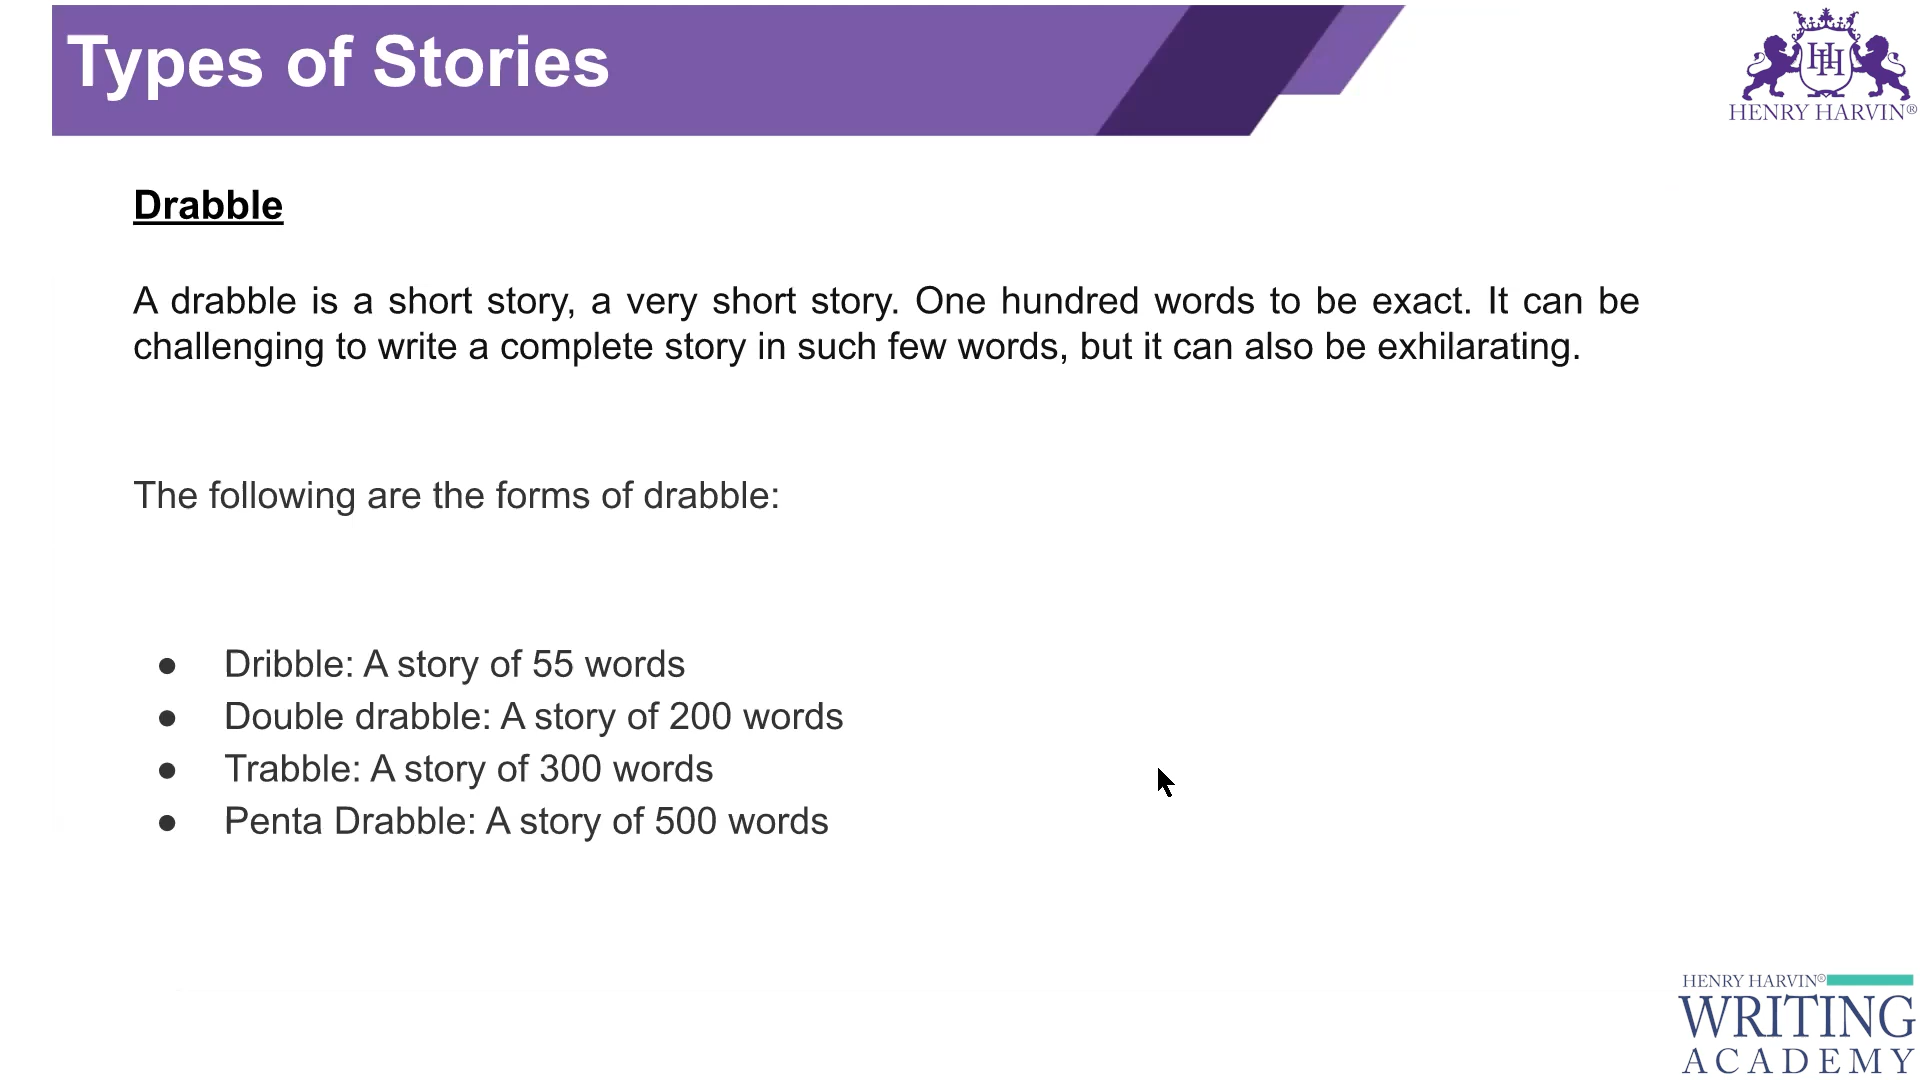 Types of Stories
HENRY HARVIN®
Drabble
A drabble is a short story, a very short story. One hundred words to be exact. It can be
challenging to write a complete story in such few words, but it can also be exhilarating.
The following are the forms of drabble:
● Dribble: A story of 55 words
● Double drabble: A story of 200 words
● Trabble: A story of 300 words
● Penta Drabble: A story of 500 words
HENRY HARVIN®
WRITING
ACADEMY